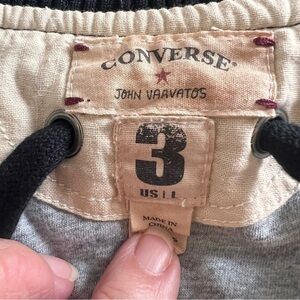 CONVERSE®
JOHN VARVATOS
3
US | L
MADE IN
CHINA